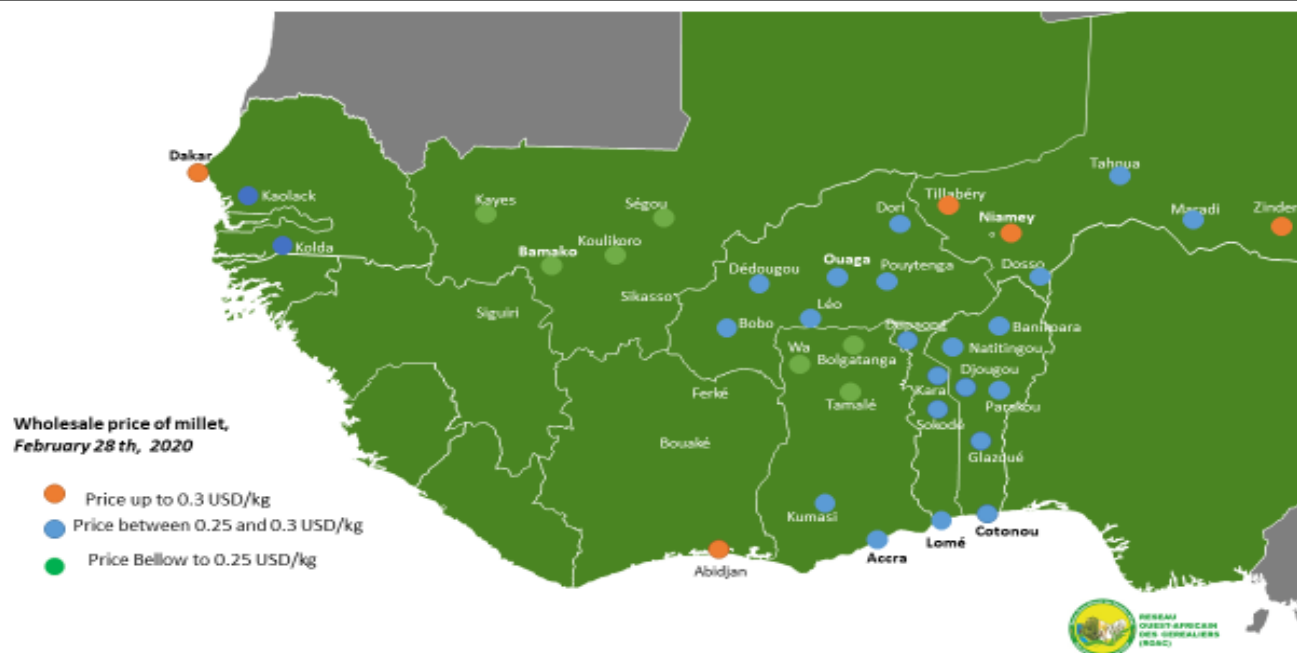 Dakar
Kaolack
Kolda
Kayes
Ségou
Koulikoro
Bamako
Sikasso
Siguiri
Tahoua
Tillabéry
Niamey
Maradi
Zinder
Dori
Dosso
Dédougou
Ouaga
Pouytenga
Léo
Bobo
Dapaong
Banikoara
Natitingou
Wa
Bolgatanga
Djougou
Kara
Parakou
Ferké
Tamalé
Sokodé
Bouaké
Glazoué
Kumasi
Accra
Lomé
Cotonou
Abidjan
Wholesale price of millet,
February 28 th, 2020
Price up to 0.3 USD/kg
Price between 0.25 and 0.3 USD/kg
Price Bellow to 0.25 USD/kg
RESEAU
OUEST-AFRICAIN
DES CEREALIERS
(ROAC)